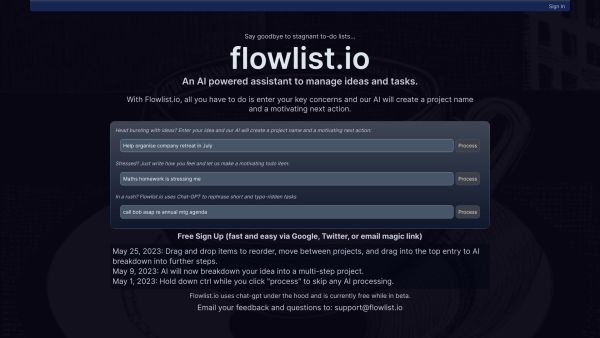 Sign In
Say goodbye to stagnant to-do lists...
flowlist.io
An AI powered assistant to manage ideas and tasks.
With Flowlist.io, all you have to do is enter your key concerns and our AI will create a project name
and a motivating next action.
Head bursting with ideas? Enter your idea and our AI will create a project name and a motivating next action:
Help organise company retreat in July
Process
Stressed? Just write how you feel and let us make a motivating todo item:
Maths homework is stressing me
Process
In a rush? Flowlist.io uses Chat-GPT to rephrase short and typo-ridden tasks
call bob asap re annual mtg agenda
Process
Free Sign Up (fast and easy via Google, Twitter, or email magic link)
May 25, 2023: Drag and drop items to reorder, move between projects, and drag into the top entry to AI
breakdown into further steps.
May 9, 2023: AI will now breakdown your idea into a multi-step project.
May 1, 2023: Hold down ctrl while you click "process" to skip any AI processing.
Flowlist.io uses chat-gpt under the hood and is currently free while in beta.
Email your feedback and questions to: support@flowlist.io